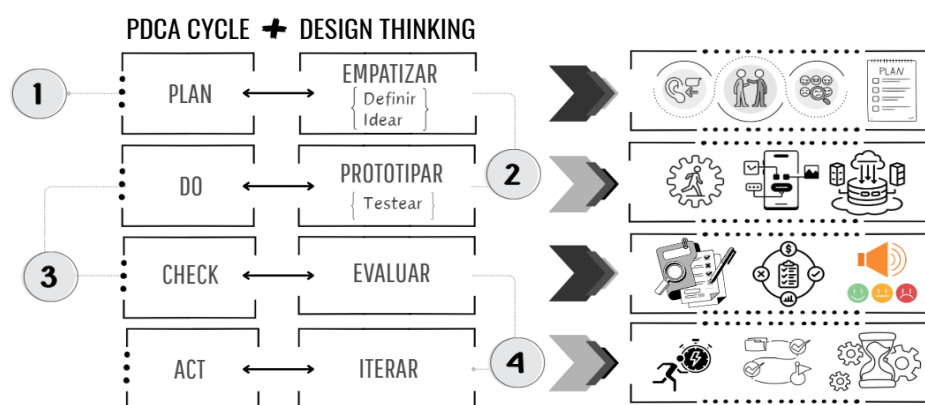 PDCA CYCLE + DESIGN THINKING
1
PLAN
EMPATIZAR
{ Definir
Idear }
PLAN
2
DO
PROTOTIPAR
{ Testear }
3
CHECK
EVALUAR
$
4
ACT
ITERAR